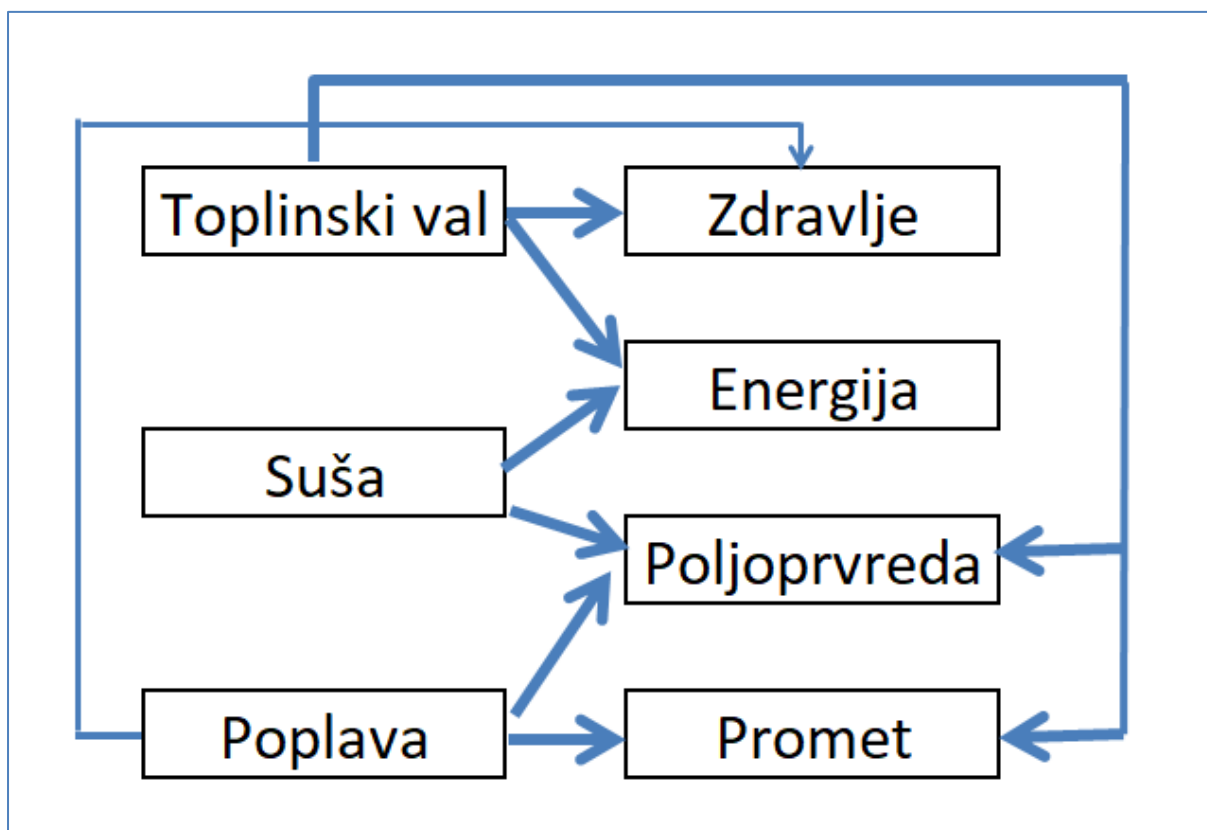 Toplinski val
Zdravlje
Energija
Suša
Poljoprvreda
Poplava
Promet